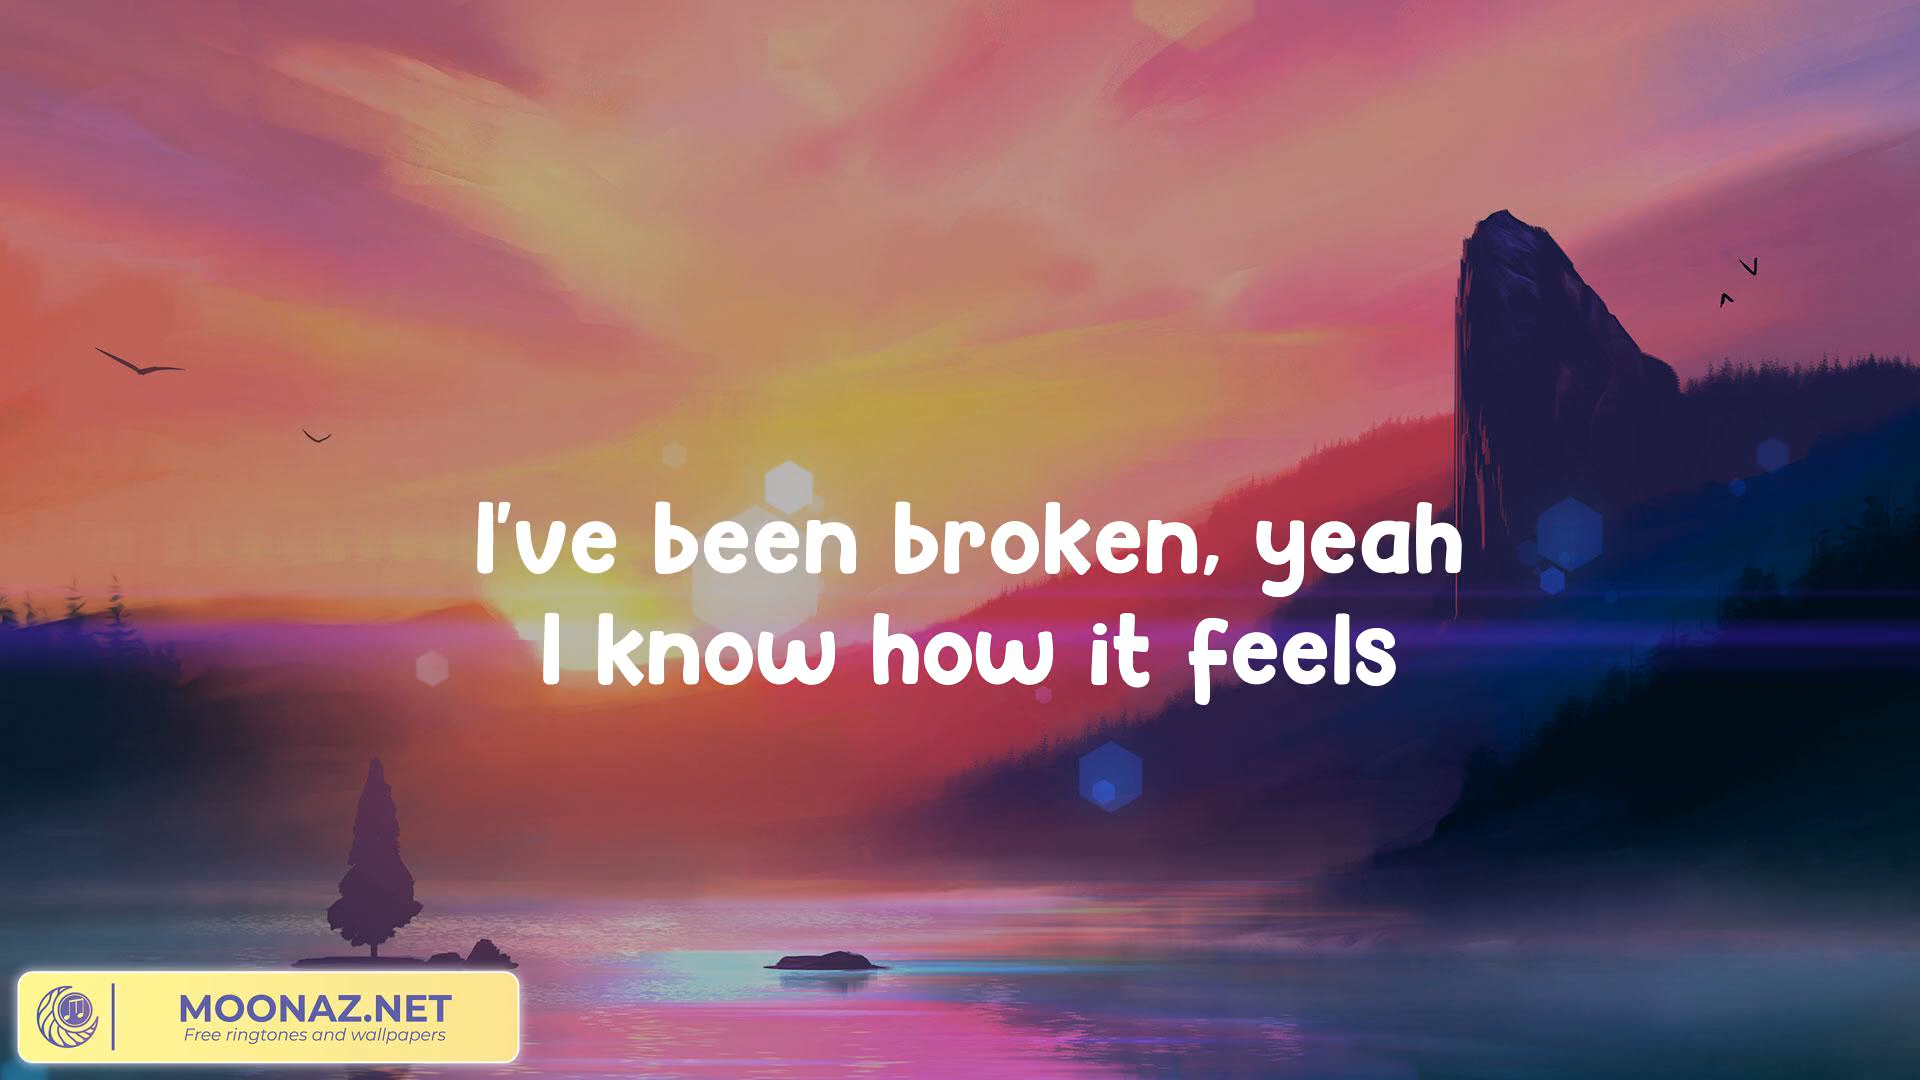 I've been broken, yeah
I know how it feels
MOONAZ.NET
Free ringtones and wallpapers